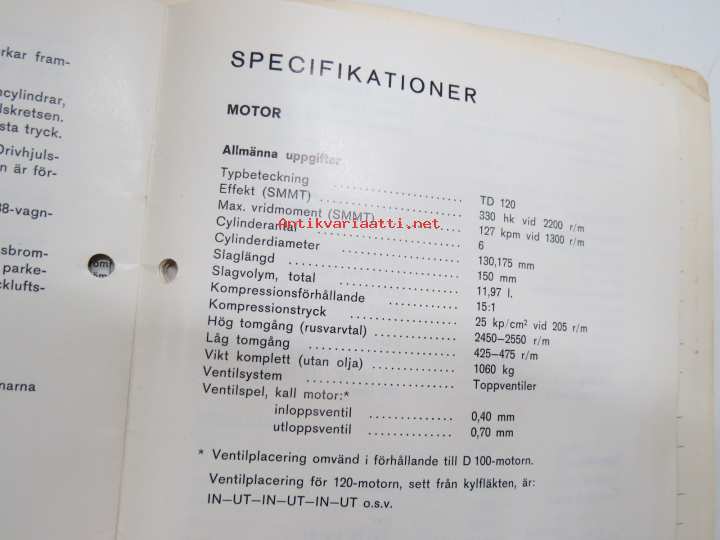 rkar fram-
ncylindrar,
lskretsen.
sta tryck.
Drivhjuls-
n är för-
88-vagn-
sbrom-
parke-
cklufts-
narna
SPECIFIKATIONER
MOTOR
Allmänna uppgifter
Typbeteckning .................... TD 120
Effekt (SMMT) .................... 330 hk vid 2200 r/m
Max. vridmoment (SMMT) ........... 127 kpm vid 1300 r/m
Cylinderantal .................... 6
Cylinderdiameter ................. 130,175 mm
Slaglängd ........................ 150 mm
Slagvolym, total ................. 11,97 l.
Kompressionsförhållande .......... 15:1
Kompressionstryck ................ 25 kp/cm² vid 205 r/m
Hög tomgång (rusvarvtal) ......... 2450—2550 r/m
Låg tomgång ...................... 425—475 r/m
Vikt komplett (utan olja) ........ 1060 kg
Ventilsystem ..................... Toppventiler
Ventilspel, kall motor:*
inloppsventil .............. 0,40 mm
utloppsventil .............. 0,70 mm
* Ventilplacering omvänd i förhållande till D 100-motorn.
Ventilplacering för 120-motorn, sett från kylfläkten, är:
IN—UT—IN—UT—IN—UT o.s.v.
Antikvariaatti.net